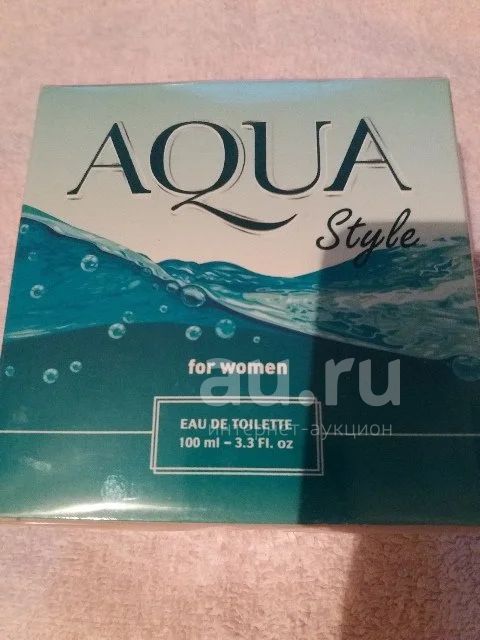 AQUA
Style
for women
au.ru
интернет-аукцион
EAU DE TOILETTE
100 ml – 3.3 Fl. oz